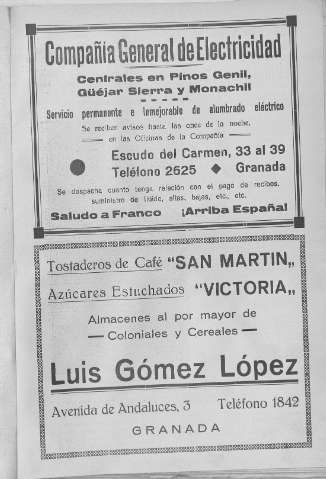 Compañia General de Electricidad
Centrales en Pinos Genil,
Güéjar Sierra y Monachil
Servicio permanente e inmejorable de alumbrado eléctrico
Se reciben avisos hasta las once de la noche,
en las Oficinas de la Compañía
Escudo del Carmen, 33 al 39
Teléfono 2625 ◆ Granada
Se despacha cuanto tenga relación con el pago de recibos,
suministro de fluido, altas, bajas, etc., etc.
Saludo a Franco ¡Arriba España!
Tostaderos de Café "SAN MARTIN„
Azúcares Estuchados "VICTORIA„
Almacenes al por mayor de
— Coloniales y Cereales —
Luis Gómez López
Avenida de Andaluces, 3 Teléfono 1842
GRANADA